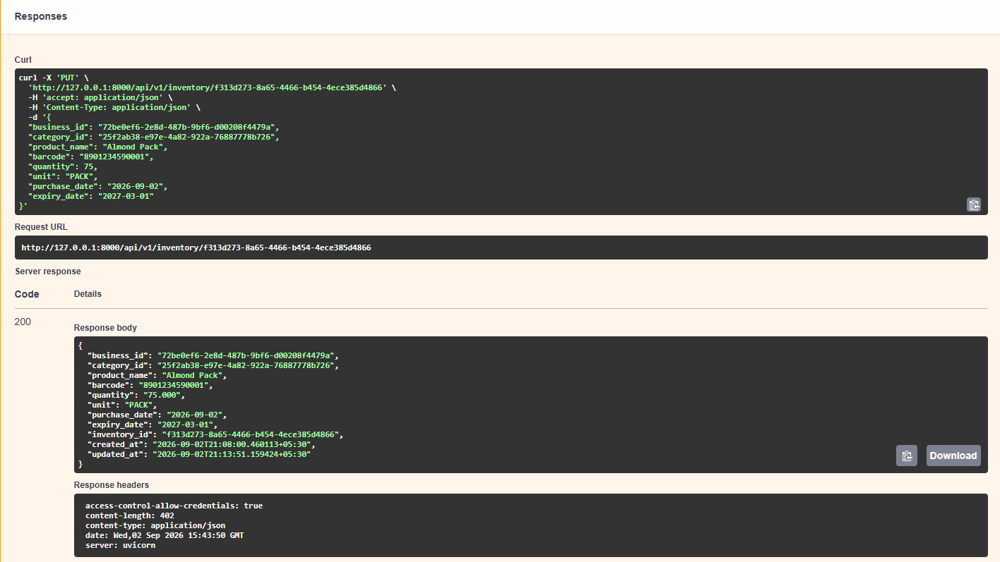 Responses
Curl
curl -X 'PUT' \
  'http://127.0.0.1:8000/api/v1/inventory/f313d273-8a65-4466-b454-4ece385d4866' \
  -H 'accept: application/json' \
  -H 'Content-Type: application/json' \
  -d '{
  "business_id": "72be0ef6-2e8d-487b-9bf6-d00208f4479a",
  "category_id": "25f2ab38-e97e-4a82-922a-76887778b726",
  "product_name": "Almond Pack",
  "barcode": "8901234590001",
  "quantity": 75,
  "unit": "PACK",
  "purchase_date": "2026-09-02",
  "expiry_date": "2027-03-01"
}'
Request URL
http://127.0.0.1:8000/api/v1/inventory/f313d273-8a65-4466-b454-4ece385d4866
Server response
Code Details
200
Response body
{
  "business_id": "72be0ef6-2e8d-487b-9bf6-d00208f4479a",
  "category_id": "25f2ab38-e97e-4a82-922a-76887778b726",
  "product_name": "Almond Pack",
  "barcode": "8901234590001",
  "quantity": "75.000",
  "unit": "PACK",
  "purchase_date": "2026-09-02",
  "expiry_date": "2027-03-01",
  "inventory_id": "f313d273-8a65-4466-b454-4ece385d4866",
  "created_at": "2026-09-02T21:08:00.460113+05:30",
  "updated_at": "2026-09-02T21:13:51.159424+05:30"
}
Download
Response headers
access-control-allow-credentials: true
content-length: 402
content-type: application/json
date: Wed,02 Sep 2026 15:43:50 GMT
server: uvicorn